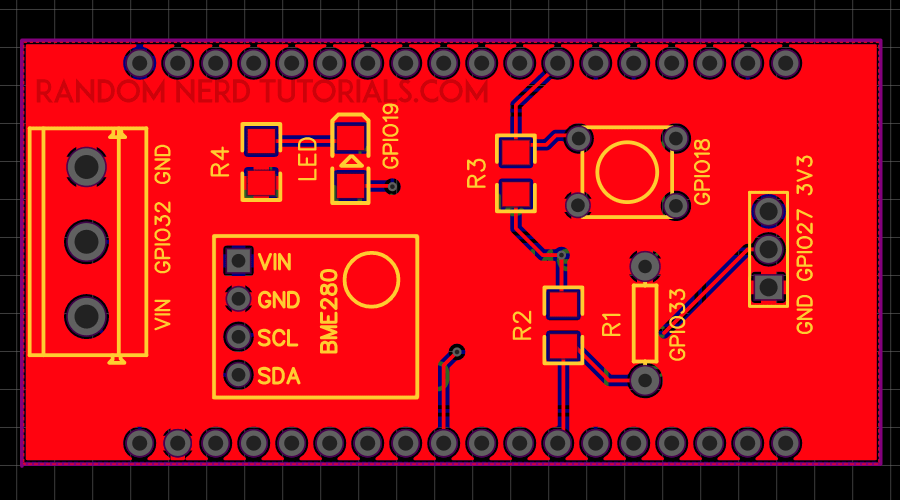 RANDOM NERD TUTORIALS.COM
GND
GPIO32
VIN
R4
LED
GPIO19
R3
GPIO18
3V3
GPIO27
GND
VIN
GND
SCL
SDA
BME280
R2
R1
GPIO33